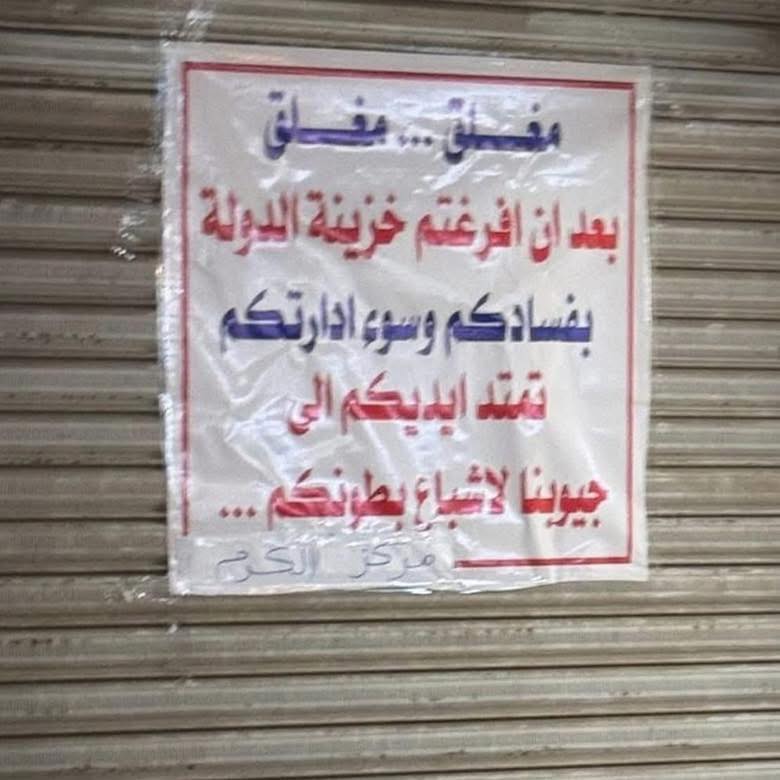 مغلق ... مغلق
بعد ان افرغتم خزينة الدولة
بفسادكم وسوء ادارتكم
تمتد ايديكم الى
جيوبنا لاشباع بطونكم ...
مركز الكرم